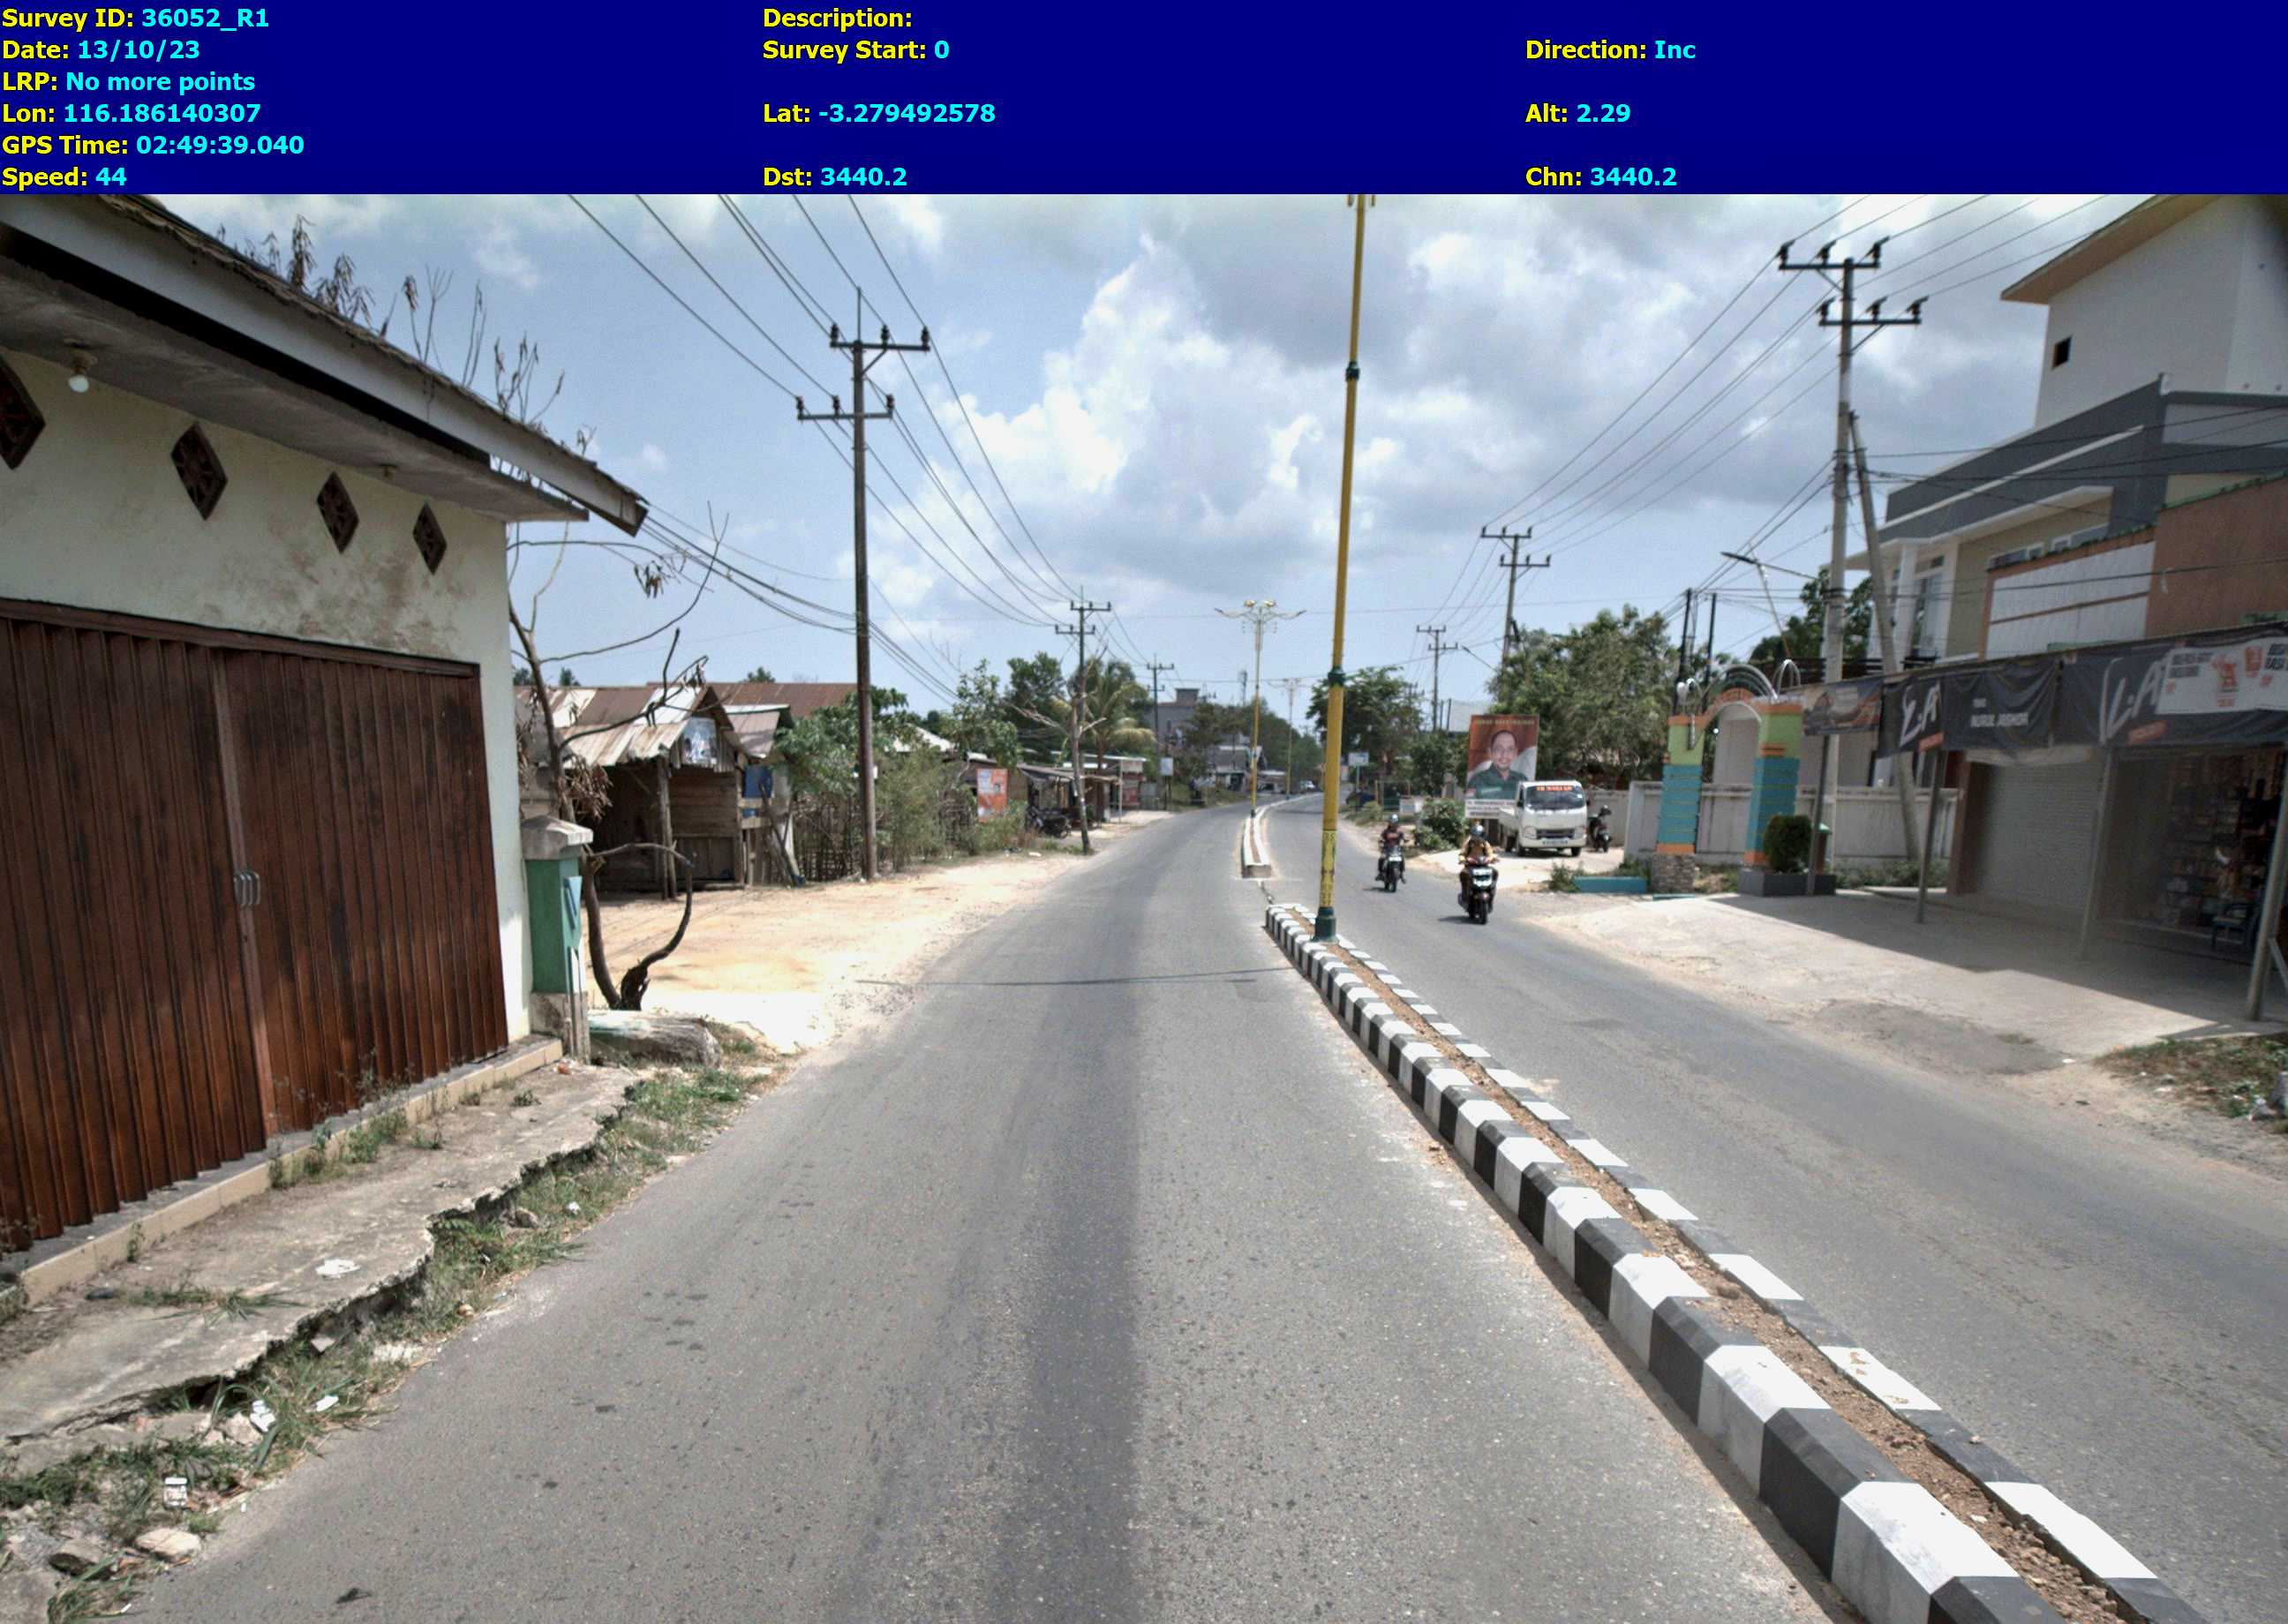 Survey ID: 36052_R1
Description:
Date: 13/10/23
Survey Start: 0
Direction: Inc
LRP: No more points
Lon: 116.186140307
Lat: -3.279492578
Alt: 2.29
GPS Time: 02:49:39.040
Speed: 44
Dst: 3440.2
Chn: 3440.2
L.A
L.A